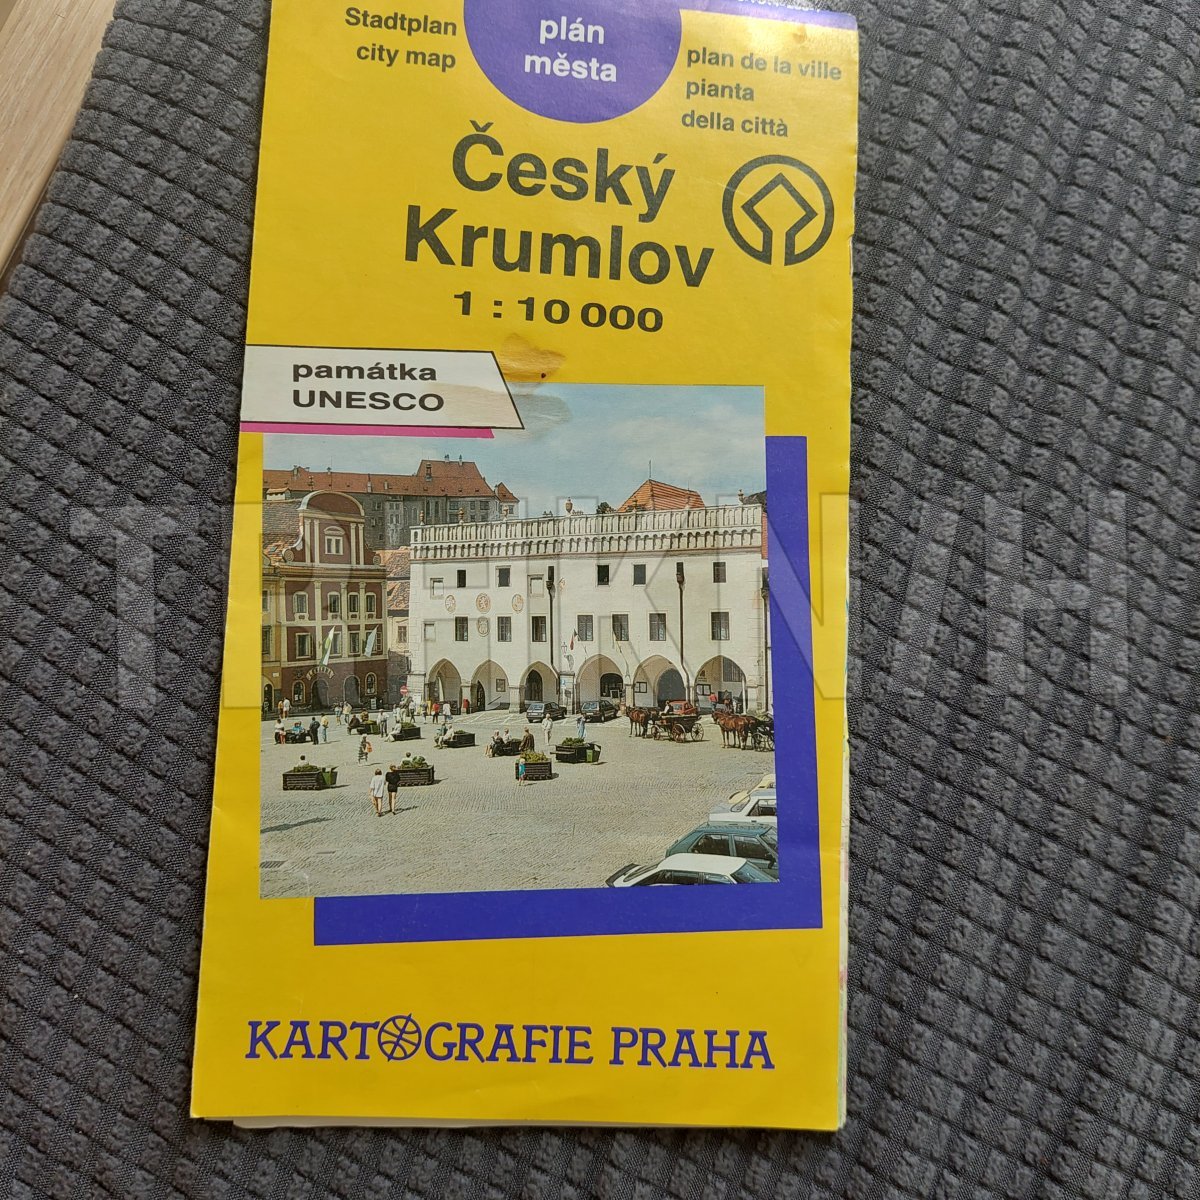 Stadtplan
city map
plán
města
plan de la ville
pianta
della città
Český
Krumlov
1 : 10 000
památka
UNESCO
KARTOGRAFIE PRAHA